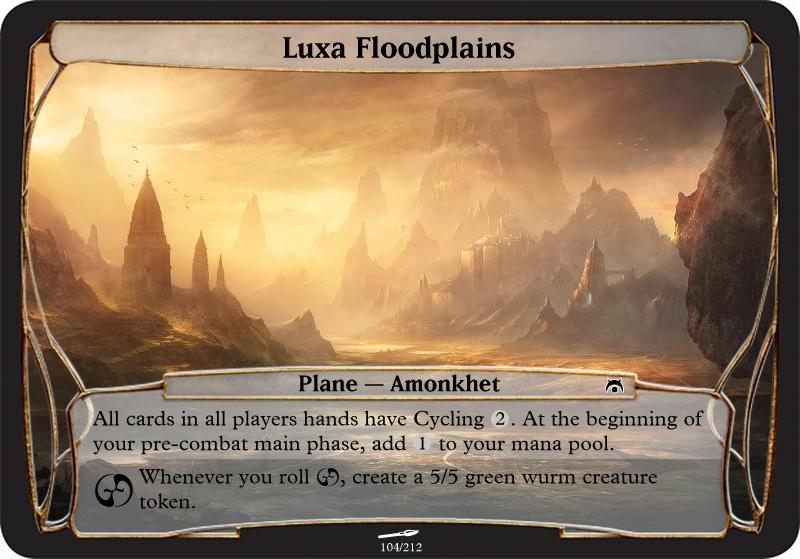 Luxa Floodplains
Plane — Amonkhet
All cards in all players hands have Cycling 2. At the beginning of
your pre-combat main phase, add 1 to your mana pool.
Whenever you roll , create a 5/5 green wurm creature
token.
104/212